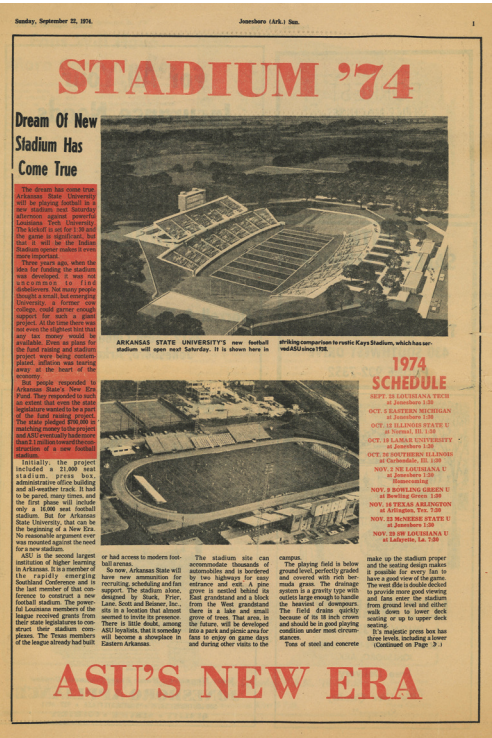 Sunday, September 22, 1974.
Jonesboro (Ark.) Sun.
1
STADIUM '74
Dream Of New
Stadium Has
Come True
The dream has come true.
Arkansas State University
will be playing football in a
new stadium next Saturday
afternoon against powerful
Louisiana Tech University.
The kickoff is set for 1:30 and
the game is significant, but
that it will be the Indian
Stadium opener makes it even
more important.
Three years ago, when the
idea for funding the stadium
was developed, it was not
uncommon to find
disbelievers. Not many people
thought a small, but emerging
University, a former cow
college, could garner enough
support for such a giant
project. At the time there was
not even the slightest hint that
any tax money would be
available. Even as plans for
the fund raising and stadium
project were being contem-
plated, inflation was tearing
away at the heart of the
economy.
But people responded to
Arkansas State's New Era
Fund. They responded to such
an extent that even the state
legislature wanted to be a part
of the fund raising project.
The state pledged $700,000 in
matching money to the project
and ASU eventually had more
than 2.1 million toward the con-
struction of a new football
stadium.
Initially, the project
included a 21,000 seat
stadium, press box,
administrative office building
and all-weather track. It had
to be pared, many times, and
the first phase will include
only a 16,000 seat football
stadium. But for Arkansas
State University, that can be
the beginning of a New Era.
No reasonable argument ever
was mounted against the need
for a new stadium.
ASU is the second largest
institution of higher learning
in Arkansas. It is a member of
the rapidly emerging
Southland Conference and is
the last member of that con-
ference to construct a new
football stadium. The power-
ful Louisiana members of the
league received grants from
their state legislatures to con-
struct their stadium com-
plexes. The Texas members
of the league already had built
ARKANSAS STATE UNIVERSITY'S new football
stadium will open next Saturday. It is shown here in
striking comparison to rustic Kays Stadium, which has ser-
ved ASU since 1938.
1974
SCHEDULE
SEPT. 28 LOUISIANA TECH
at Jonesboro 1:30
OCT. 5 EASTERN MICHIGAN
at Jonesboro 1:30
OCT. 12 ILLINOIS STATE U
at Normal, Ill. 1:30
OCT. 19 LAMAR UNIVERSITY
at Jonesboro 1:30
OCT. 26 SOUTHERN ILLINOIS
at Carbondale, Ill. 1:30
NOV. 2 NE LOUISIANA U
at Jonesboro 1:30
Homecoming
NOV. 9 BOWLING GREEN U
at Bowling Green 1:30
NOV. 16 TEXAS ARLINGTON
at Arlington, Tex. 7:30
NOV. 23 McNEESE STATE U
at Jonesboro 1:30
NOV. 28 SW LOUISIANA U
at Lafayette, La. 7:30
or had access to modern foot-
ball arenas.
So now, Arkansas State will
have new ammunition for
recruiting, scheduling and fan
support. The stadium alone,
designed by Stuck, Frier,
Lane, Scott and Beisner, Inc.,
sits in a location that almost
seemed to invite its presence.
There is little doubt, among
ASU loyalists, that it someday
will become a showplace in
Eastern Arkansas.
The stadium site can
accommodate thousands of
automobiles and is bordered
by two highways for easy
entrance and exit. A pine
grove is nestled behind its
East grandstand and a block
from the West grandstand
there is a lake and small
grove of trees. That area, in
the future, will be developed
into a park and picnic area for
fans to enjoy on game days
and during other visits to the
campus.
The playing field is below
ground level, perfectly graded
and covered with rich ber-
muda grass. The drainage
system is a gravity type with
outlets large enough to handle
the heaviest of downpours.
The field drains quickly
because of its 18 inch crown
and should be in good playing
condition under most circum-
stances.
Tons of steel and concrete
make up the stadium proper
and the seating design makes
it possible for every fan to
have a good view of the game.
The west side is double decked
to provide more good viewing
and fans enter the stadium
from ground level and either
walk down to lower deck
seating or up to upper deck
seating.
It's majestic press box has
three levels, including a lower
(Continued on Page
ASU'S NEW ERA